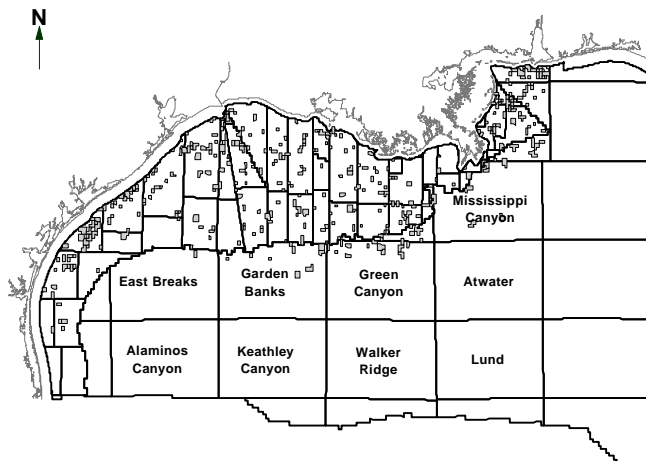 N
Mississippi
Canyon
East Breaks
Garden
Banks
Green
Canyon
Atwater
Alaminos
Canyon
Keathley
Canyon
Walker
Ridge
Lund